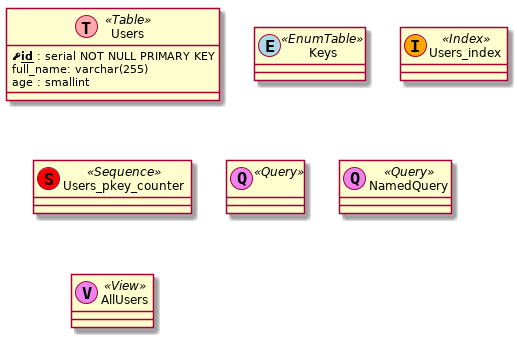 T «Table»
Users
id : serial NOT NULL PRIMARY KEY
full_name: varchar(255)
age : smallint
E «EnumTable»
Keys
I «Index»
Users_index
S «Sequence»
Users_pkey_counter
Q «Query»
Q «Query»
NamedQuery
V «View»
AllUsers